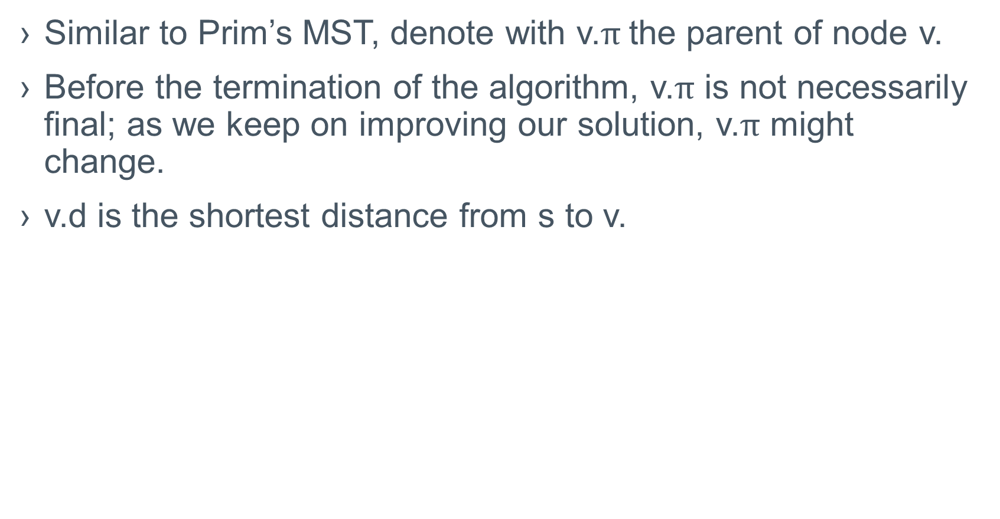 › Similar to Prim’s MST, denote with v.π the parent of node v.
› Before the termination of the algorithm, v.π is not necessarily
final; as we keep on improving our solution, v.π might
change.
› v.d is the shortest distance from s to v.